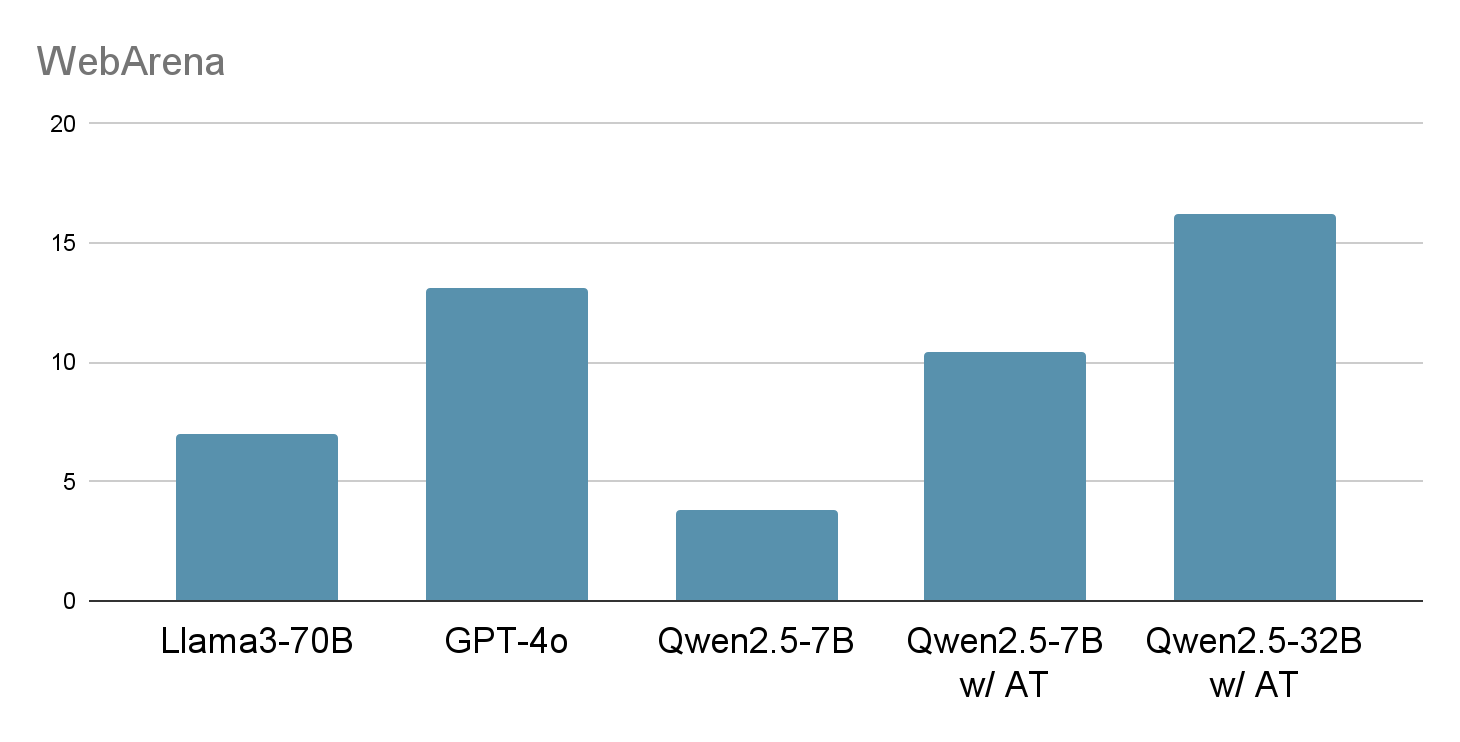 WebArena
20
15
10
5
0
Llama3-70B
GPT-4o
Qwen2.5-7B
Qwen2.5-7B
w/ AT
Qwen2.5-32B
w/ AT